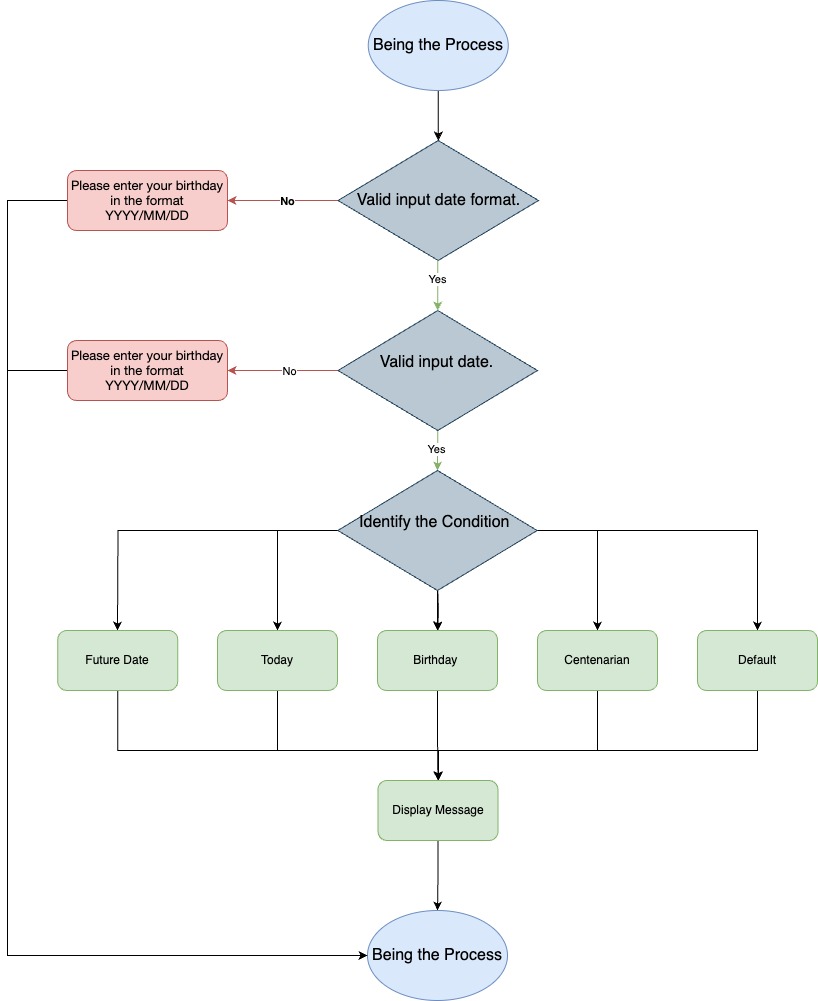 Being the Process
Please enter your birthday
in the format
YYYY/MM/DD
No
Valid input date format.
Yes
Please enter your birthday
in the format
YYYY/MM/DD
No
Valid input date.
Yes
Identify the Condition
Future Date
Today
Birthday
Centenarian
Default
Display Message
Being the Process